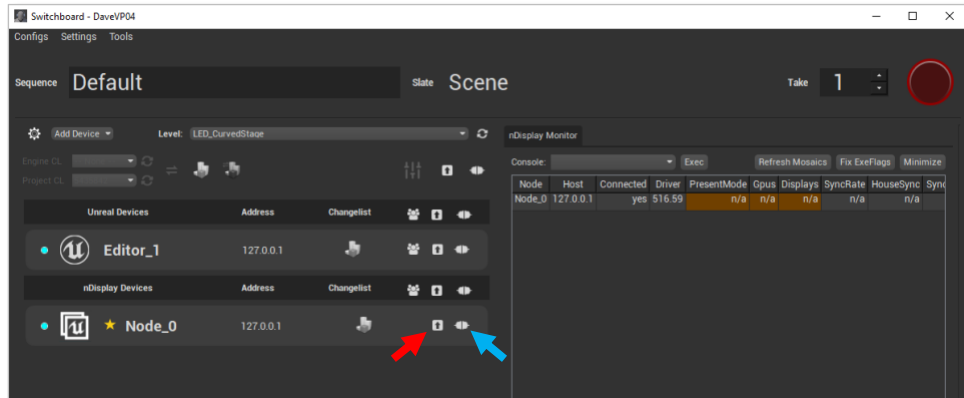 Switchboard - DaveVP04
Configs Settings Tools
Sequence Default Slate Scene Take 1
Add Device Level: LED_CurvedStage nDisplay Monitor
Engine CL Console: Exec Refresh Mosaics Fix ExeFlags Minimize
Project CL
Node Host Connected Driver PresentMode Gpus Displays SyncRate HouseSync Sync
Node_0 127.0.0.1 yes 516.59 n/a n/a n/a n/a n/a
Unreal Devices Address Changelist
Editor_1 127.0.0.1
nDisplay Devices Address Changelist
Node_0 127.0.0.1